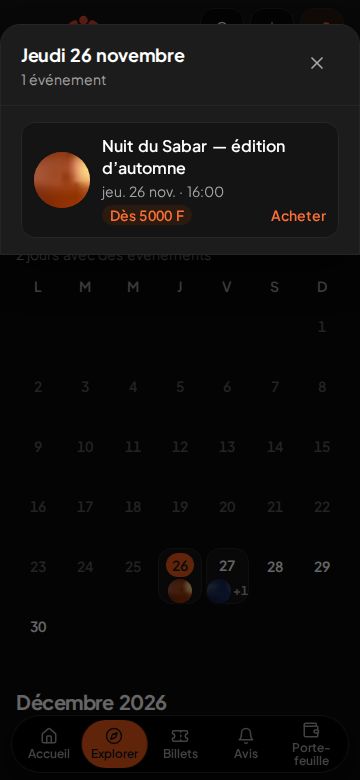 Jeudi 26 novembre
1 événement
Nuit du Sabar — édition
d’automne
jeu. 26 nov. · 16:00
Dès 5000 F
Acheter
2 jours avec des événements
L M M J V S D
1
2 3 4 5 6 7 8
9 10 11 12 13 14 15
16 17 18 19 20 21 22
23 24 25 26 27 28 29
+1
30
Décembre 2026
Accueil Explorer Billets Avis Porte-
feuille